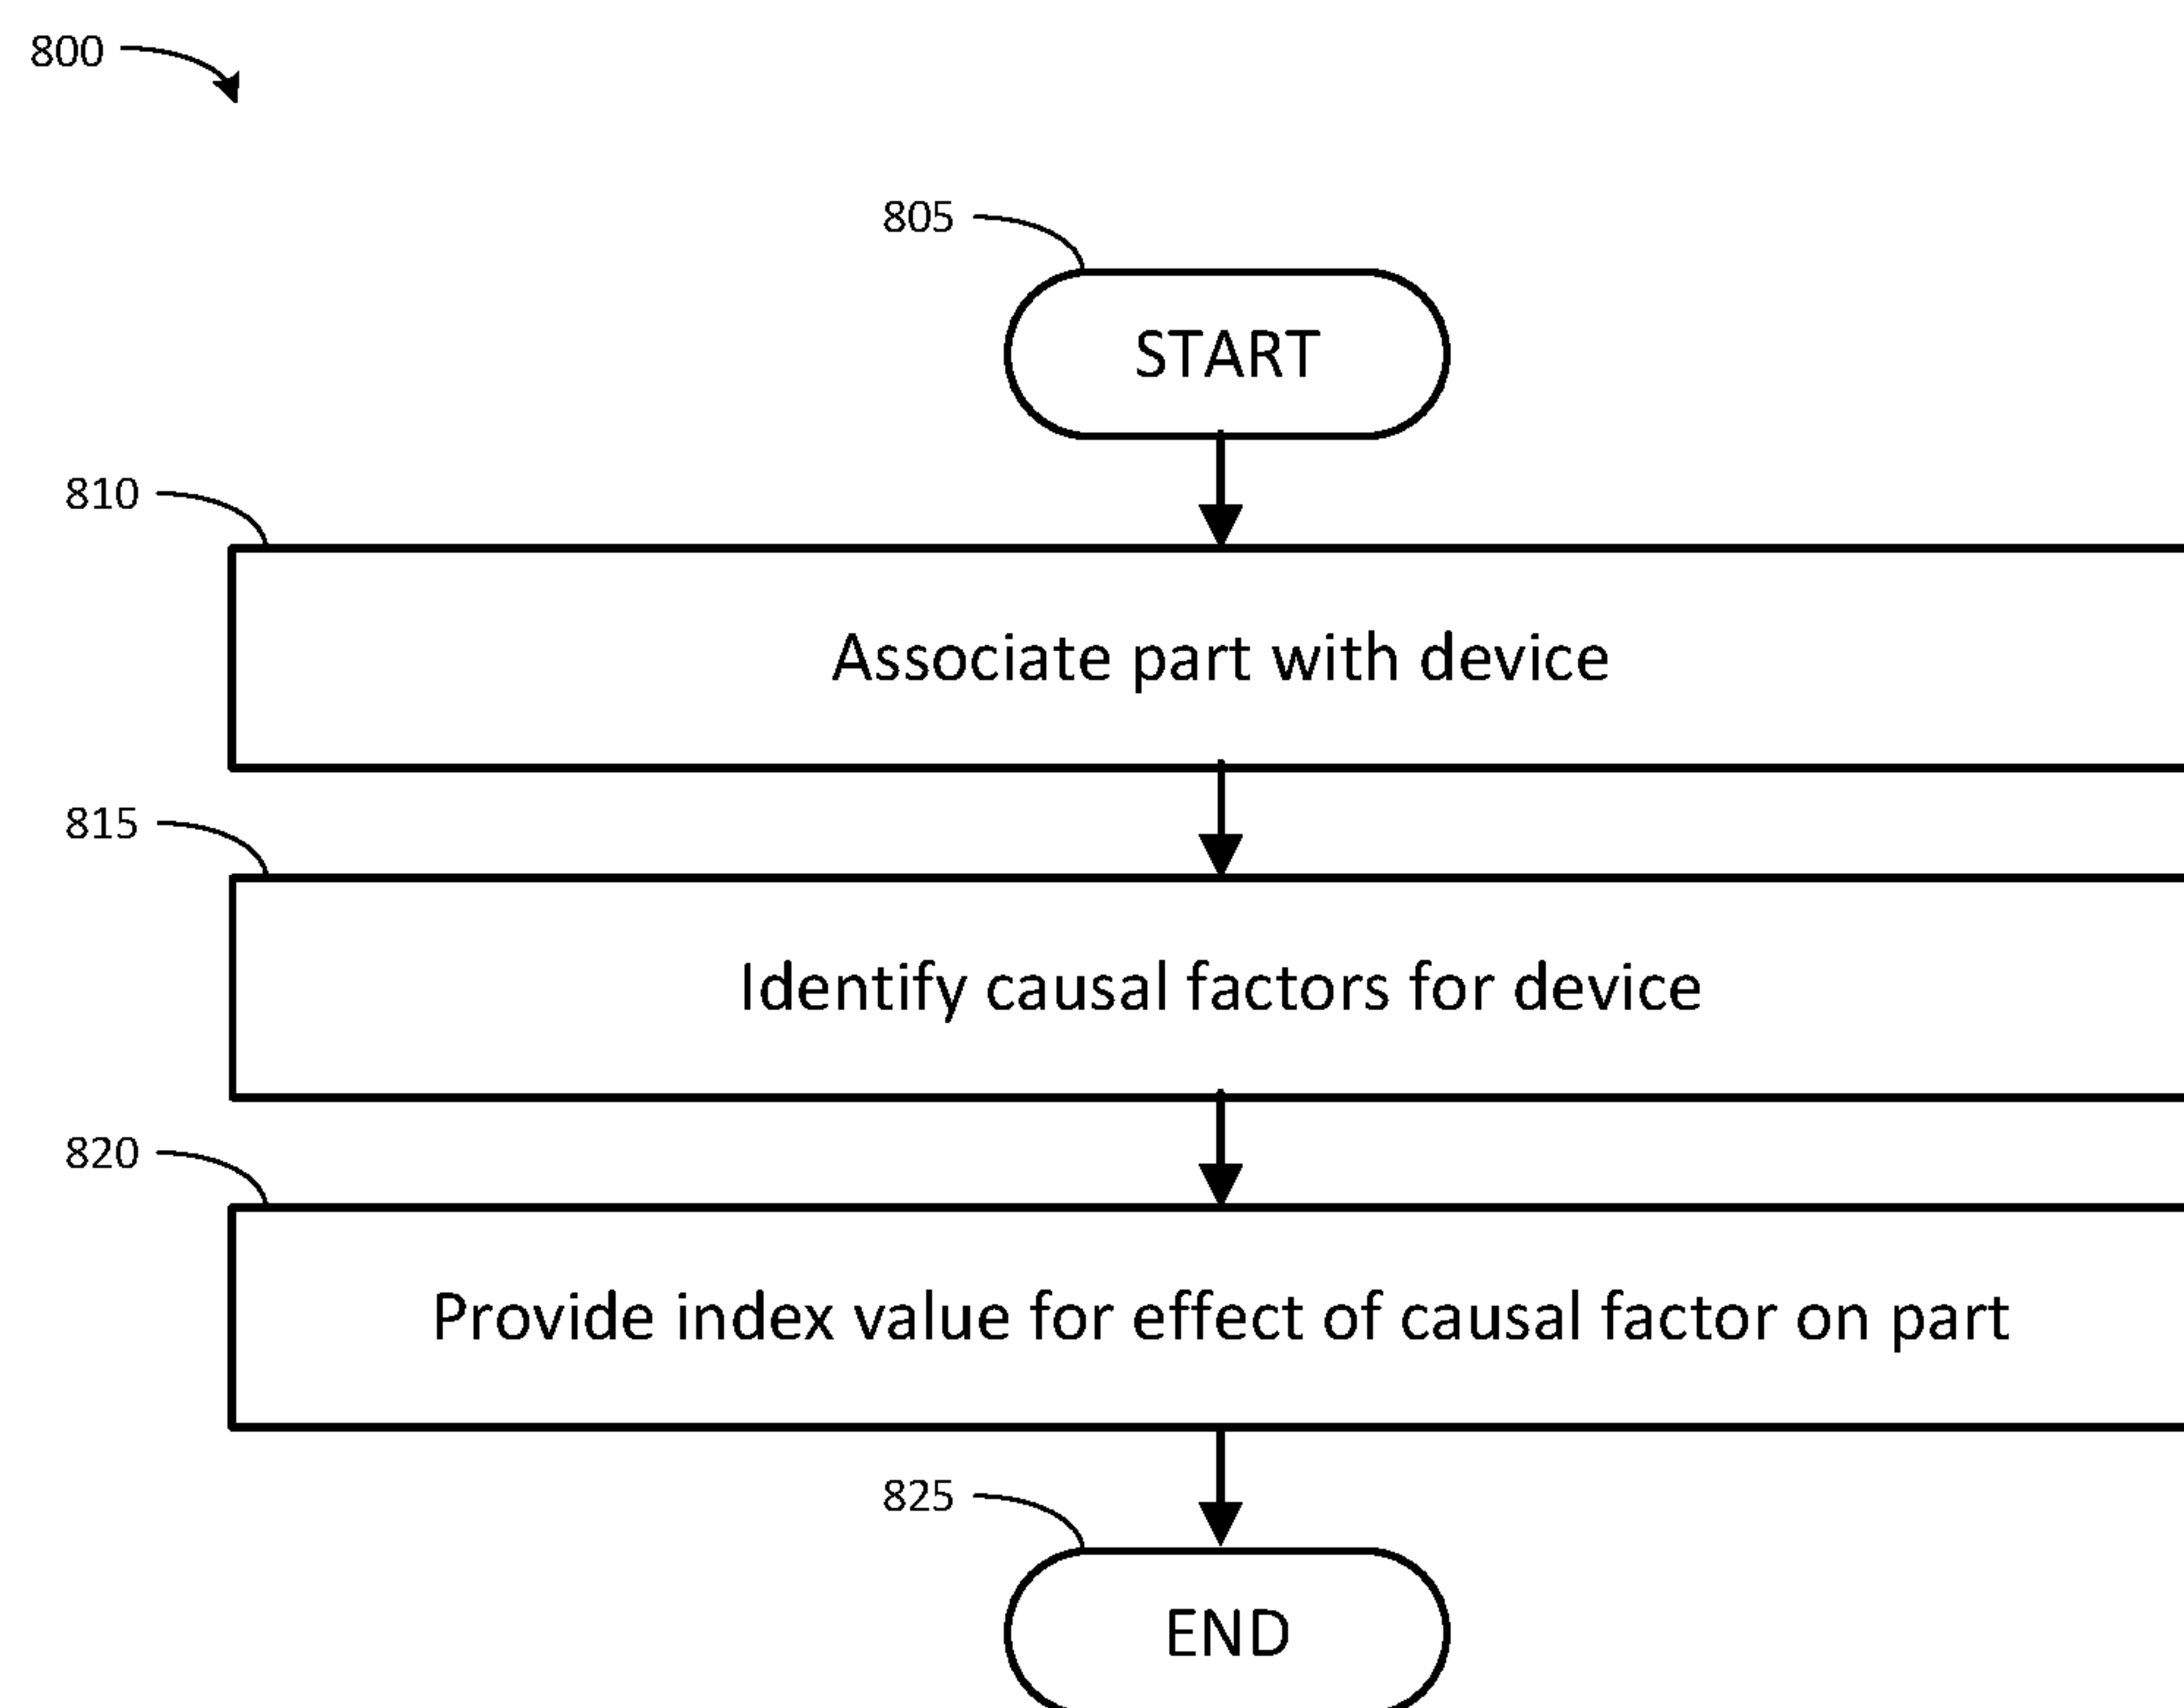 800
805
START
810
Associate part with device
815
Identify causal factors for device
820
Provide index value for effect of causal factor on part
825
END